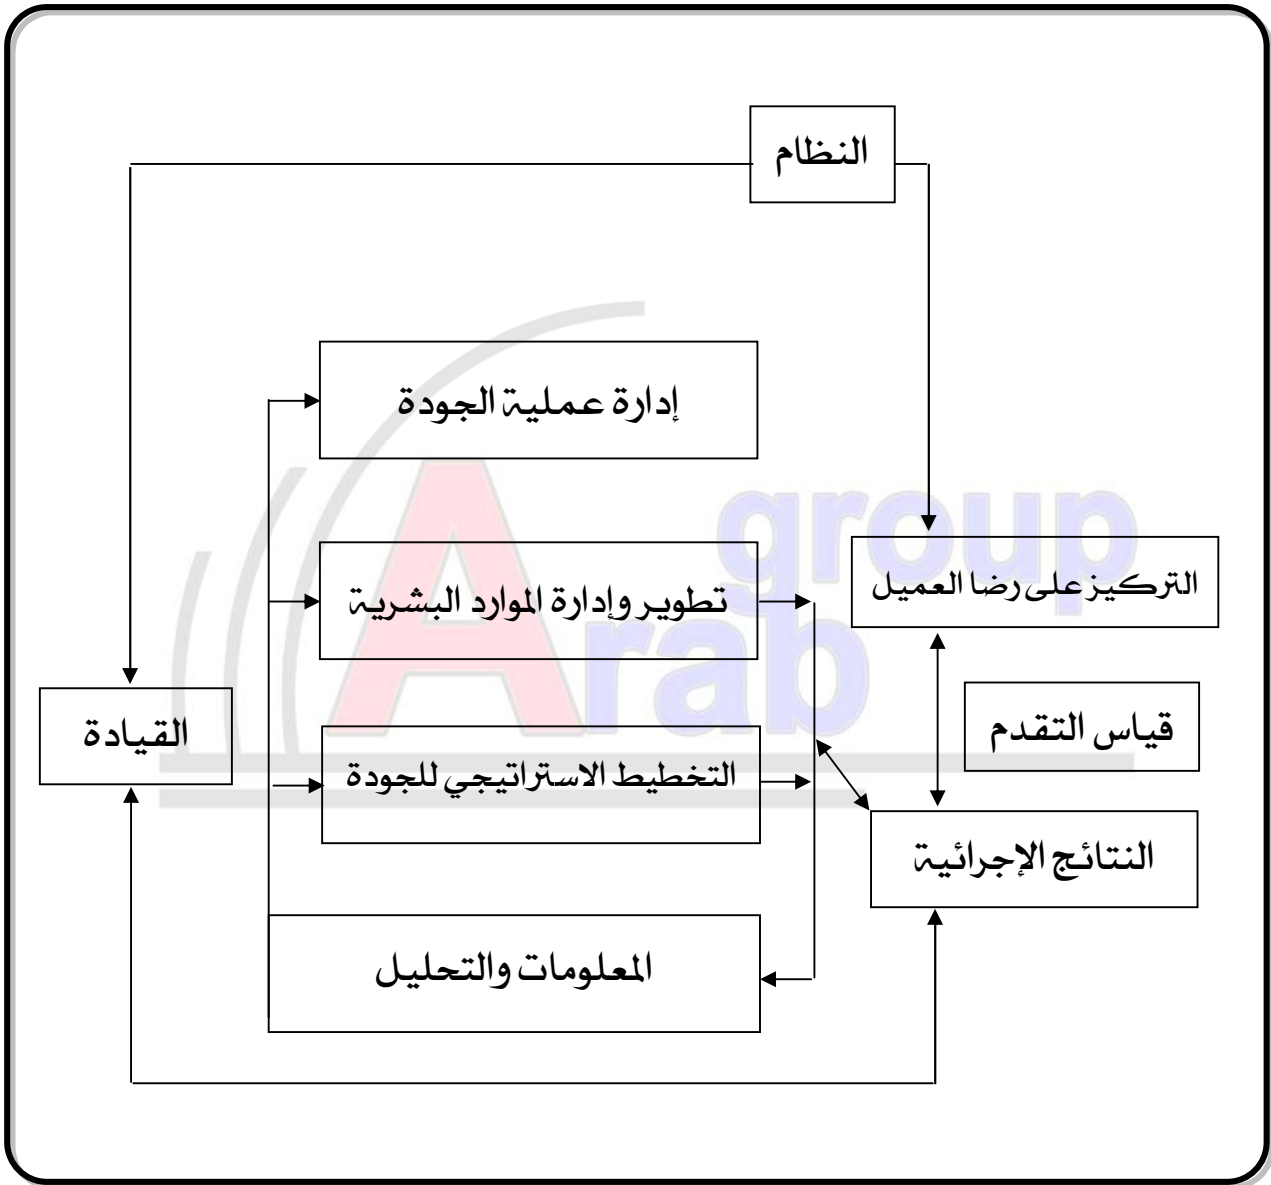 النظام
إدارة عملية الجودة
group
Arab
تطوير وإدارة الموارد البشرية
التركيز على رضا العميل
القيادة
قياس التقدم
التخطيط الاستراتيجي للجودة
النتائج الإجرائية
المعلومات والتحليل